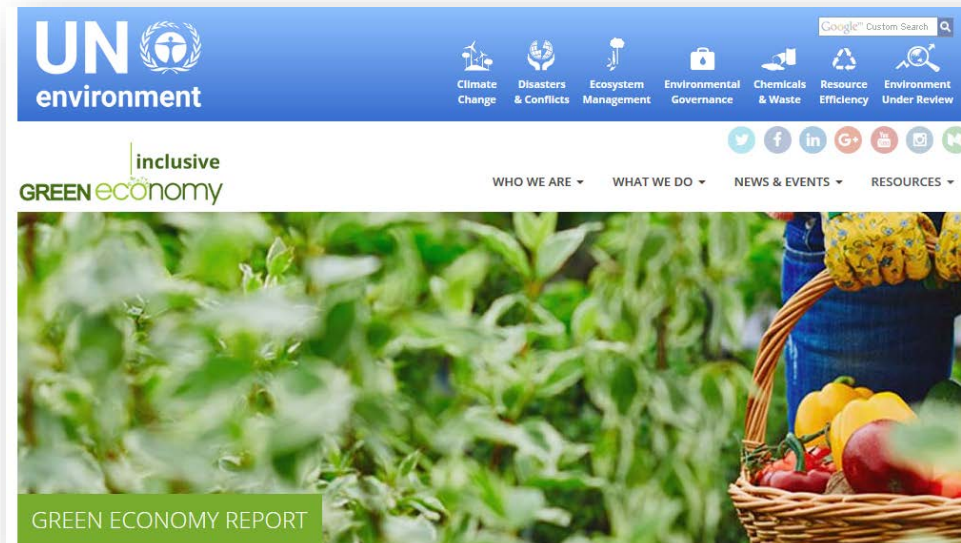 UN
environment
Google™ Custom Search
Climate
Change
Disasters
& Conflicts
Ecosystem
Management
Environmental
Governance
Chemicals
& Waste
Resource
Efficiency
Environment
Under Review
inclusive
GREEN economy
WHO WE ARE
WHAT WE DO
NEWS & EVENTS
RESOURCES
GREEN ECONOMY REPORT